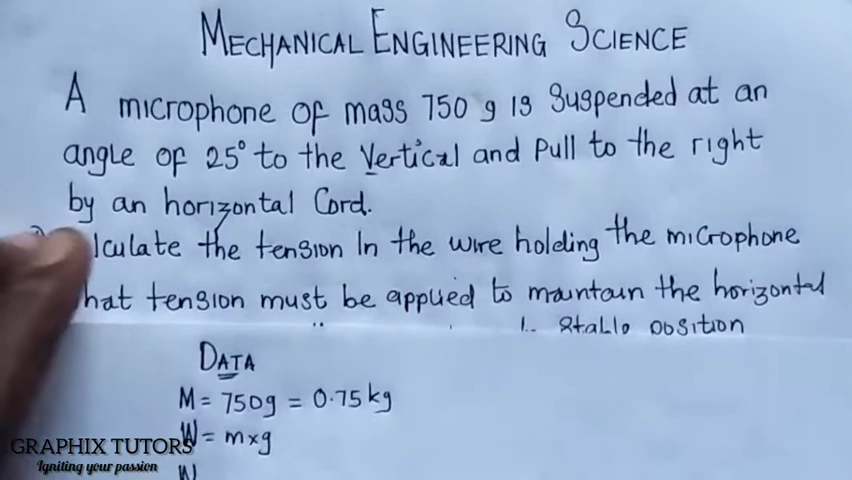 MECHANICAL ENGINEERING SCIENCE
A microphone of mass 750 g is suspended at an
angle of 25° to the Vertical and pull to the right
by an horizontal Cord.
lculate the tension In the wire holding the microphone
hat tension must be applied to maintain the horizontal
stable position
DATA
M = 750g = 0.75kg
W = m×g
W
GRAPHIX TUTORS
Igniting your passion